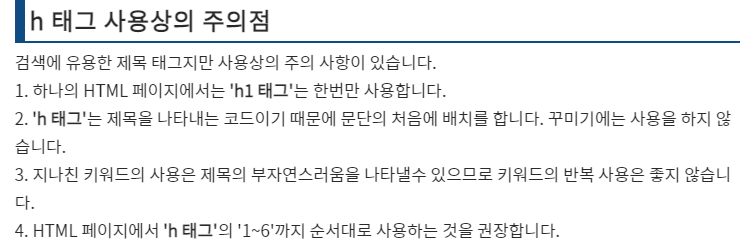 h 태그 사용상의 주의점
검색에 유용한 제목 태그지만 사용상의 주의 사항이 있습니다.
1. 하나의 HTML 페이지에서는 'h1 태그'는 한번만 사용합니다.
2. 'h 태그'는 제목을 나타내는 코드이기 때문에 문단의 처음에 배치를 합니다. 꾸미기에는 사용을 하지 않
습니다.
3. 지나친 키워드의 사용은 제목의 부자연스러움을 나타낼수 있으므로 키워드의 반복 사용은 좋지 않습니
다.
4. HTML 페이지에서 'h 태그'의 '1~6'까지 순서대로 사용하는 것을 권장합니다.